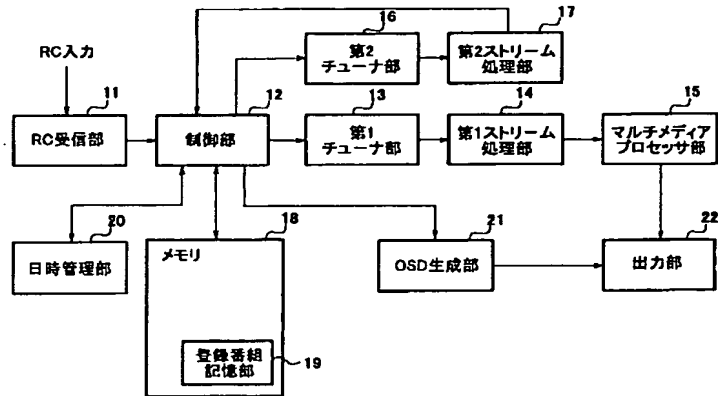 16
17
RC入力
第2
チューナ部
第2ストリーム
処理部
11
12
13
14
15
RC受信部
制御部
第1
チューナ部
第1ストリーム
処理部
マルチメディア
プロセッサ部
20
18
21
22
日時管理部
メモリ
OSD生成部
出力部
登録番組
記憶部
19